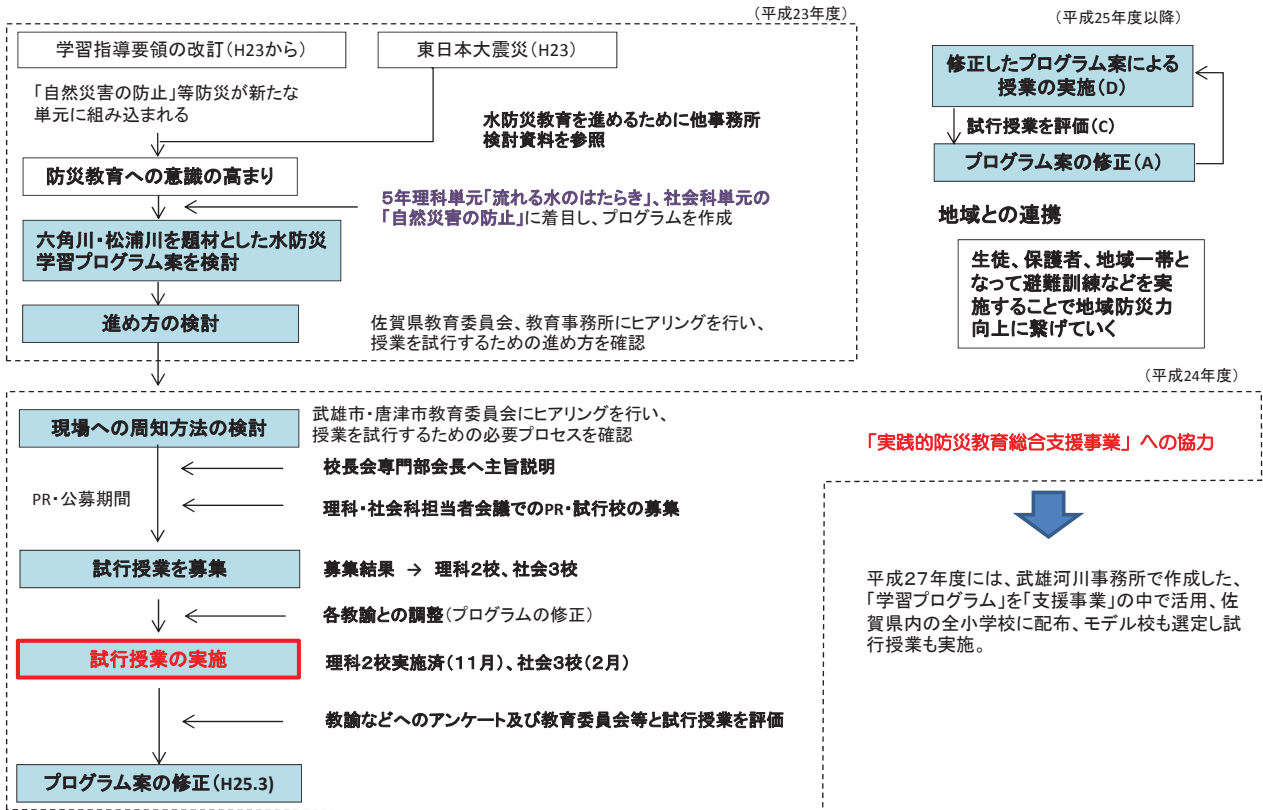 (平成23年度)
学習指導要領の改訂(H23から)
東日本大震災(H23)
「自然災害の防止」等防災が新たな
単元に組み込まれる
水防災教育を進めるために他事務所
検討資料を参照
防災教育への意識の高まり
5年理科単元「流れる水のはたらき」、社会科単元の
「自然災害の防止」に着目し、プログラムを作成
六角川・松浦川を題材とした水防災
学習プログラム案を検討
進め方の検討
佐賀県教育委員会、教育事務所にヒアリングを行い、
授業を試行するための進め方を確認
(平成25年度以降)
修正したプログラム案による
授業の実施(D)
試行授業を評価(C)
プログラム案の修正(A)
地域との連携
生徒、保護者、地域一帯と
なって避難訓練などを実
施することで地域防災力
向上に繋げていく
(平成24年度)
現場への周知方法の検討
武雄市・唐津市教育委員会にヒアリングを行い、
授業を試行するための必要プロセスを確認
校長会専門部会長へ主旨説明
PR・公募期間
理科・社会科担当者会議でのPR・試行校の募集
試行授業を募集
募集結果 → 理科2校、社会3校
各教諭との調整(プログラムの修正)
試行授業の実施
理科2校実施済(11月)、社会3校(2月)
教諭などへのアンケート及び教育委員会等と試行授業を評価
プログラム案の修正(H25.3)
「実践的防災教育総合支援事業」への協力
平成27年度には、武雄河川事務所で作成した、
「学習プログラム」を「支援事業」の中で活用、佐
賀県内の全小学校に配布、モデル校も選定し試
行授業も実施。